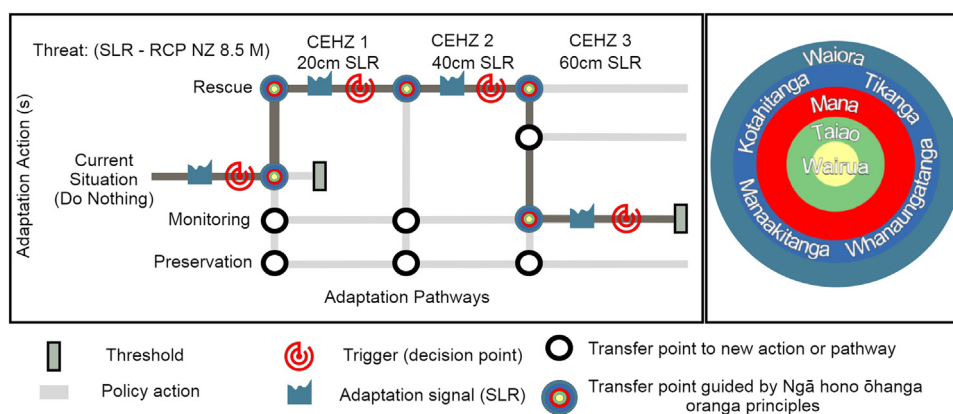 Threat: (SLR - RCP NZ 8.5 M)
CEHZ 1
20cm SLR
CEHZ 2
40cm SLR
CEHZ 3
60cm SLR
Adaptation Action (s)
Rescue
Current
Situation
(Do Nothing)
Monitoring
Preservation
Adaptation Pathways
Waiora
Kotahitanga
Tikanga
Mana
Taiao
Wairua
Manaakitanga
Whanaungatanga
Threshold
Policy action
Trigger (decision point)
Adaptation signal (SLR)
Transfer point to new action or pathway
Transfer point guided by Ngā hono ōhanga
oranga principles